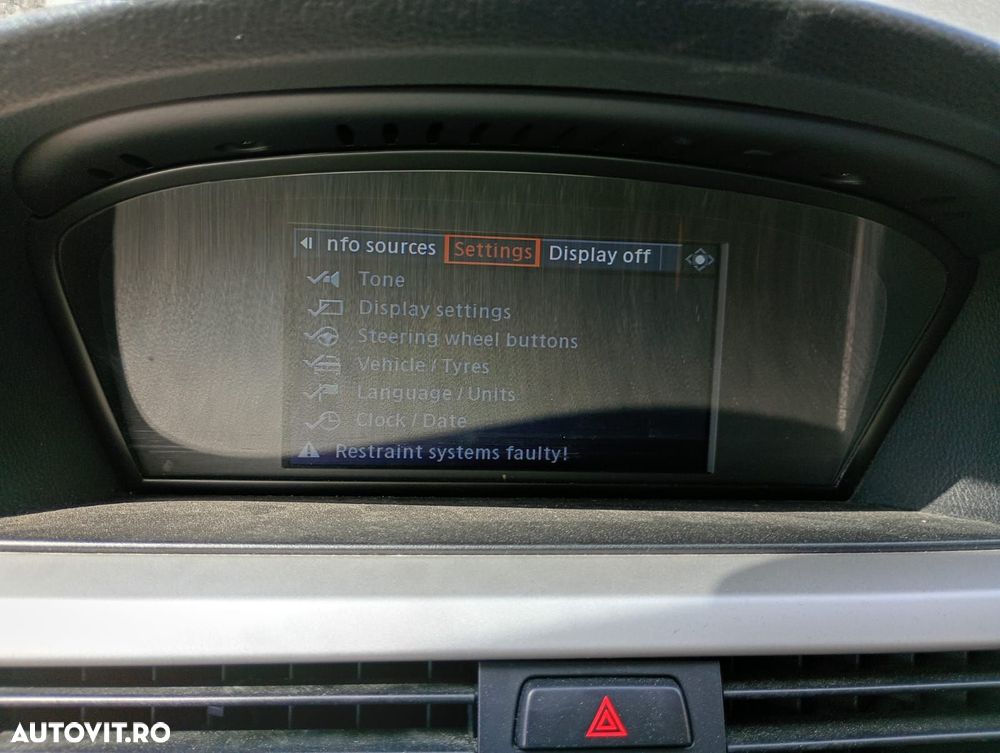 nfo sources Settings Display off
Tone
Display settings
Steering wheel buttons
Vehicle / Tyres
Language / Units
Clock / Date
Restraint systems faulty!
AUTOVIT.RO